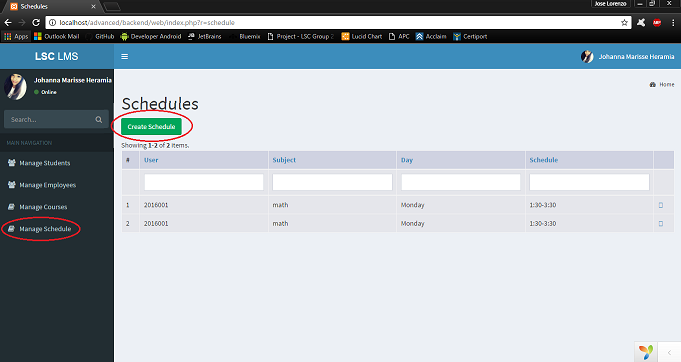 Schedules
Jose Lorenzo
localhost/advanced/backend/web/index.php?r=schedule
ABP
Apps Outlook Mail GitHub Developer Android JetBrains Bluemix Project - LSC Group 2 Lucid Chart APC Acclaim Certiport
LSC LMS
Johanna Marisse Heramia
Johanna Marisse Heramia
Online
Search...
MAIN NAVIGATION
Manage Students
Manage Employees
Manage Courses
Manage Schedule
Home
Schedules
Create Schedule
Showing 1-2 of 2 items.
# User Subject Day Schedule
1 2016001 math Monday 1:30-3:30
2 2016001 math Monday 1:30-3:30